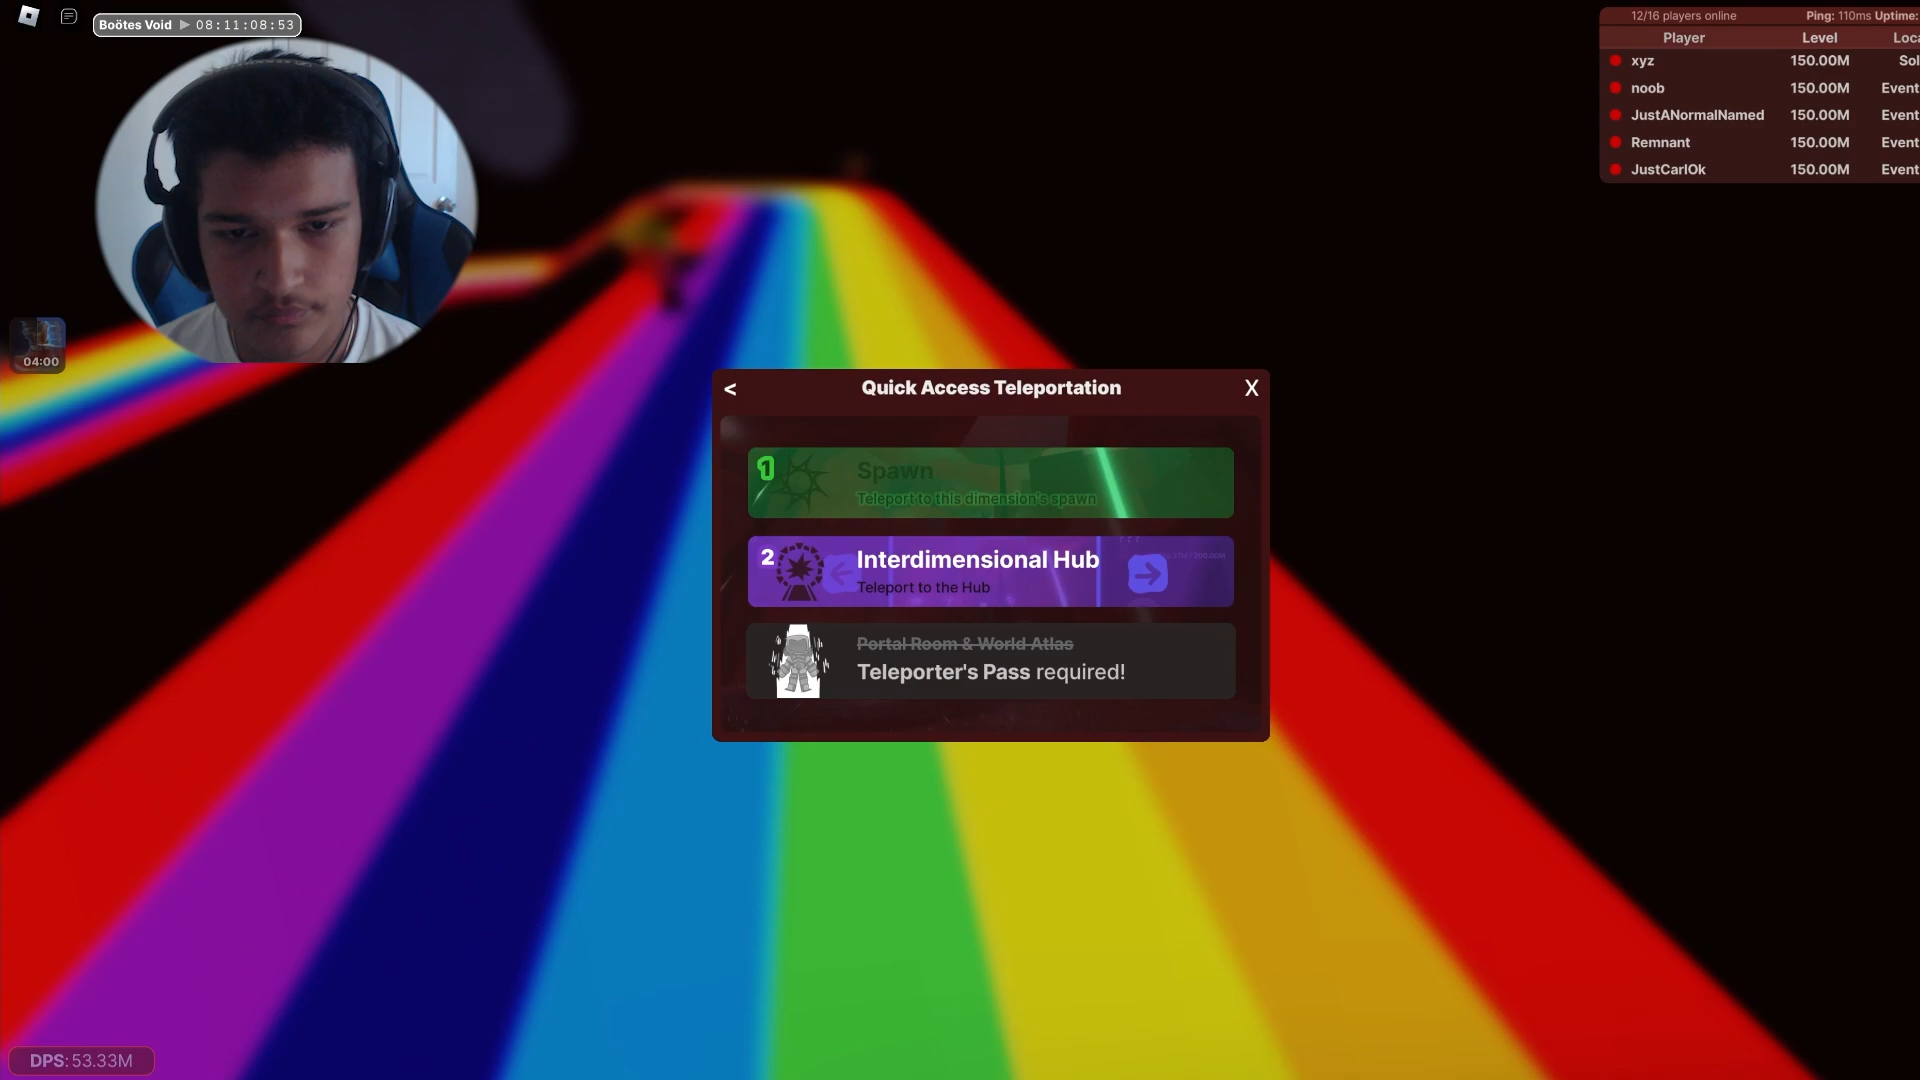 Boötes Void ▶ 08:11:08:53
12/16 players online Ping: 110ms Uptime:
Player Level Loca
xyz 150.00M Sol
noob 150.00M Event
JustANormalNamed 150.00M Event
Remnant 150.00M Event
JustCarlOk 150.00M Event
04:00
< Quick Access Teleportation X
1 Spawn
Teleport to this dimension's spawn
???
2 Interdimensional Hub
Teleport to the Hub
Portal Room & World Atlas
Teleporter's Pass required!
DPS: 53.33M